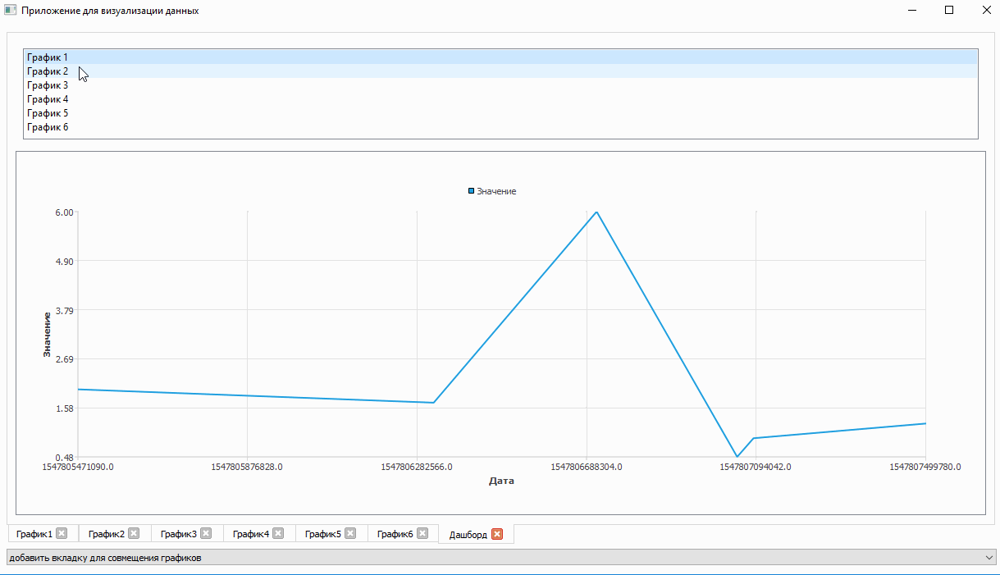 Приложение для визуализации данных
График 1
График 2
График 3
График 4
График 5
График 6
Значение
6.00
4.90
3.79
2.69
1.58
0.48
Значение
1547805471090.0 1547805876828.0 1547806282566.0 1547806688304.0 1547807094042.0 1547807499780.0
Дата
График1 График2 График3 График4 График5 График6 Дашборд
добавить вкладку для совмещения графиков